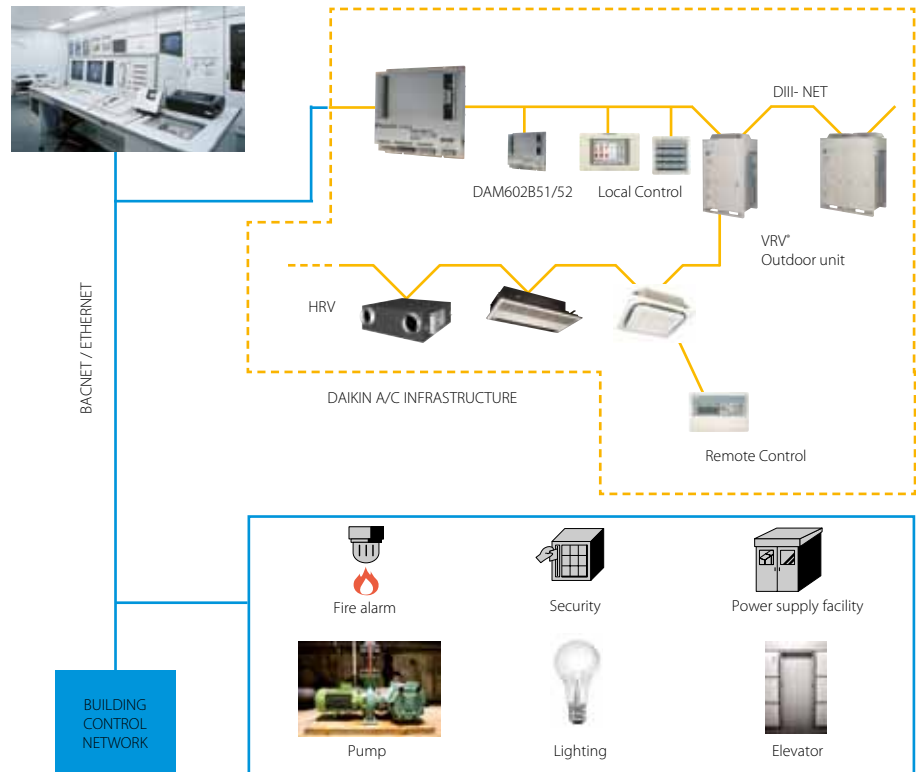 DIII- NET
DAM602B51/52
Local Control
VRV®
Outdoor unit
HRV
BACNET / ETHERNET
DAIKIN A/C INFRASTRUCTURE
Remote Control
Fire alarm
Security
Power supply facility
BUILDING
CONTROL
NETWORK
Pump
Lighting
Elevator